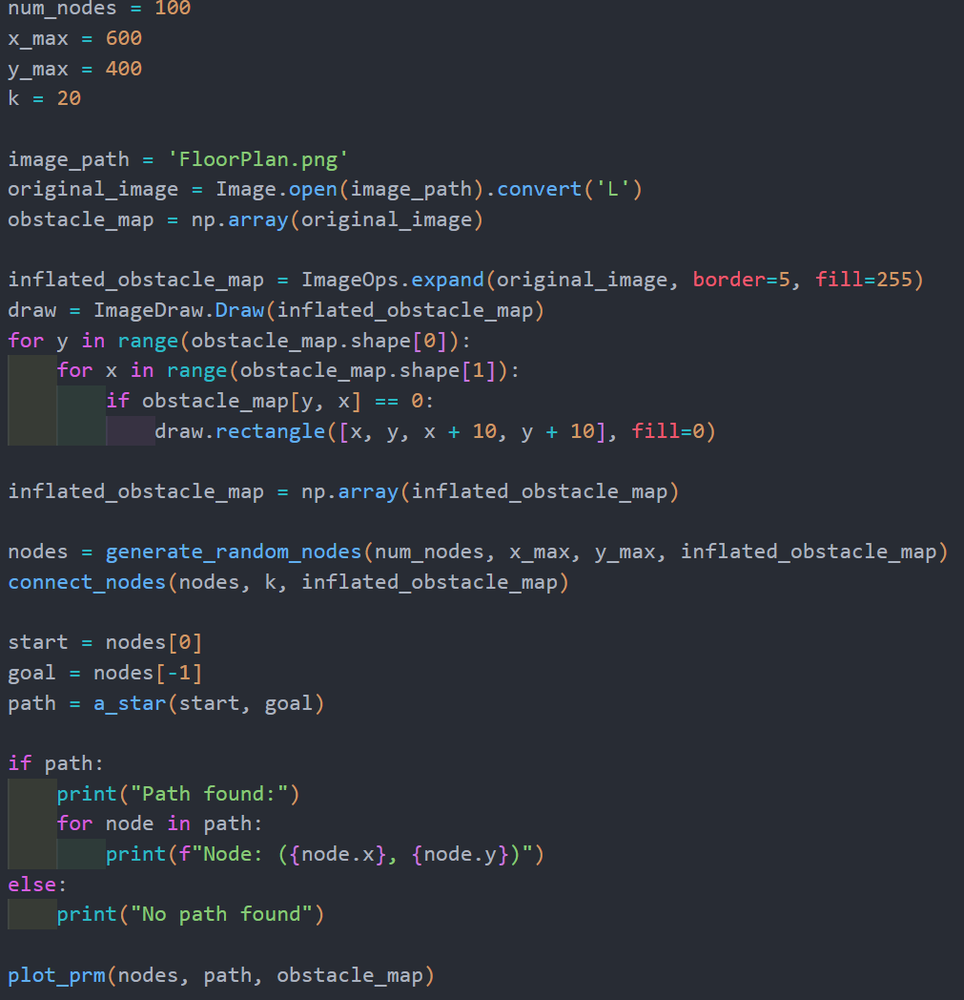 num_nodes = 100
x_max = 600
y_max = 400
k = 20
image_path = 'FloorPlan.png'
original_image = Image.open(image_path).convert('L')
obstacle_map = np.array(original_image)
inflated_obstacle_map = ImageOps.expand(original_image, border=5, fill=255)
draw = ImageDraw.Draw(inflated_obstacle_map)
for y in range(obstacle_map.shape[0]):
    for x in range(obstacle_map.shape[1]):
        if obstacle_map[y, x] == 0:
            draw.rectangle([x, y, x + 10, y + 10], fill=0)
inflated_obstacle_map = np.array(inflated_obstacle_map)
nodes = generate_random_nodes(num_nodes, x_max, y_max, inflated_obstacle_map)
connect_nodes(nodes, k, inflated_obstacle_map)
start = nodes[0]
goal = nodes[-1]
path = a_star(start, goal)
if path:
    print("Path found:")
    for node in path:
        print(f"Node: ({node.x}, {node.y})")
else:
    print("No path found")
plot_prm(nodes, path, obstacle_map)